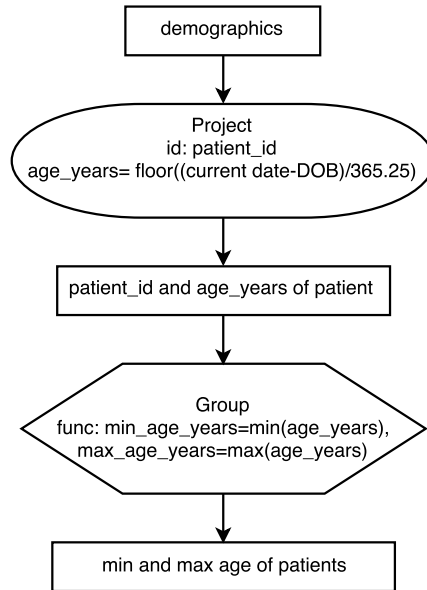 demographics
Project
id: patient_id
age_years= floor((current date-DOB)/365.25)
patient_id and age_years of patient
Group
func: min_age_years=min(age_years),
max_age_years=max(age_years)
min and max age of patients